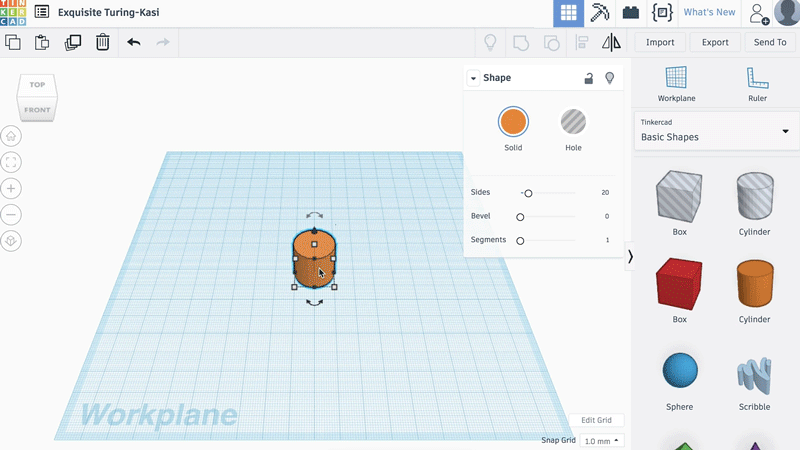 TIN
KER
CAD
Exquisite Turing-Kasi
What's New
Import
Export
Send To
TOP
FRONT
Shape
Solid
Hole
Sides
20
Bevel
0
Segments
1
Workplane
Ruler
Tinkercad
Basic Shapes
Box
Cylinder
Box
Cylinder
Sphere
Scribble
Workplane
Edit Grid
Snap Grid
1.0 mm